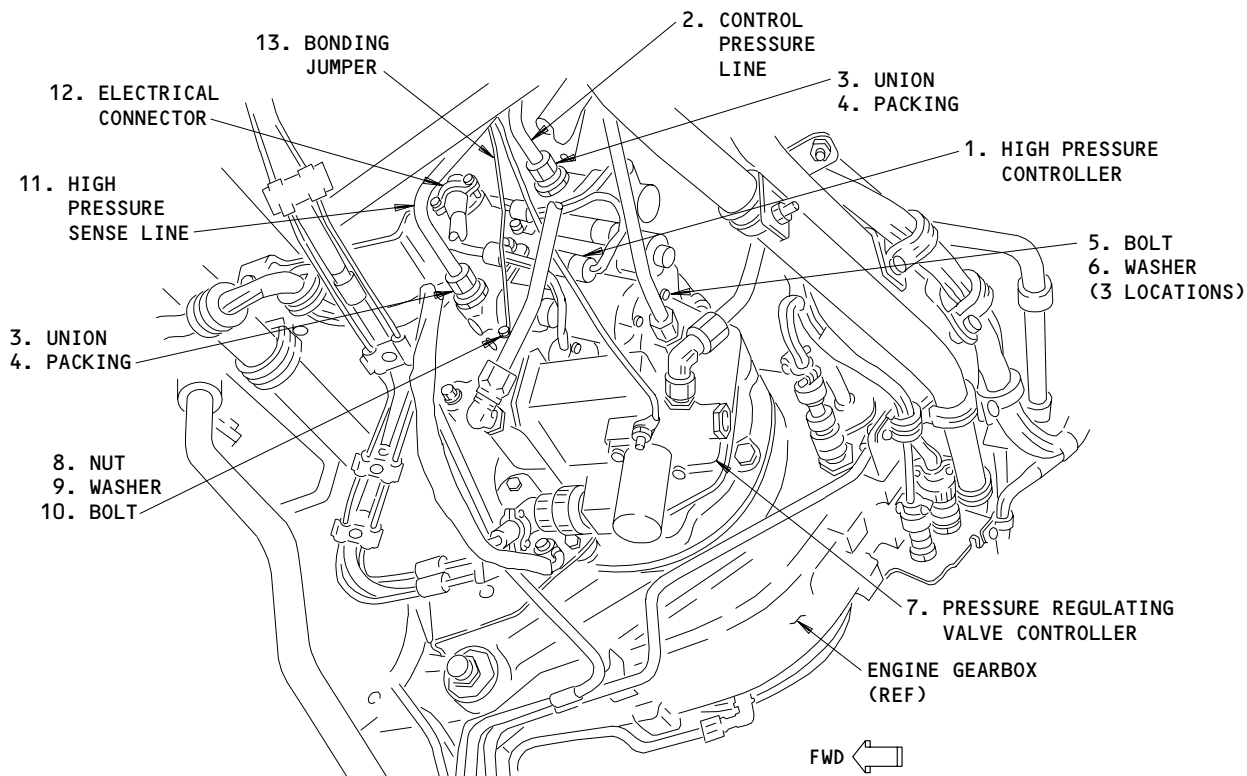 13. BONDING
JUMPER
2. CONTROL
PRESSURE
LINE
12. ELECTRICAL
CONNECTOR
3. UNION
4. PACKING
1. HIGH PRESSURE
CONTROLLER
11. HIGH
PRESSURE
SENSE LINE
5. BOLT
6. WASHER
(3 LOCATIONS)
3. UNION
4. PACKING
8. NUT
9. WASHER
10. BOLT
7. PRESSURE REGULATING
VALVE CONTROLLER
ENGINE GEARBOX
(REF)
FWD